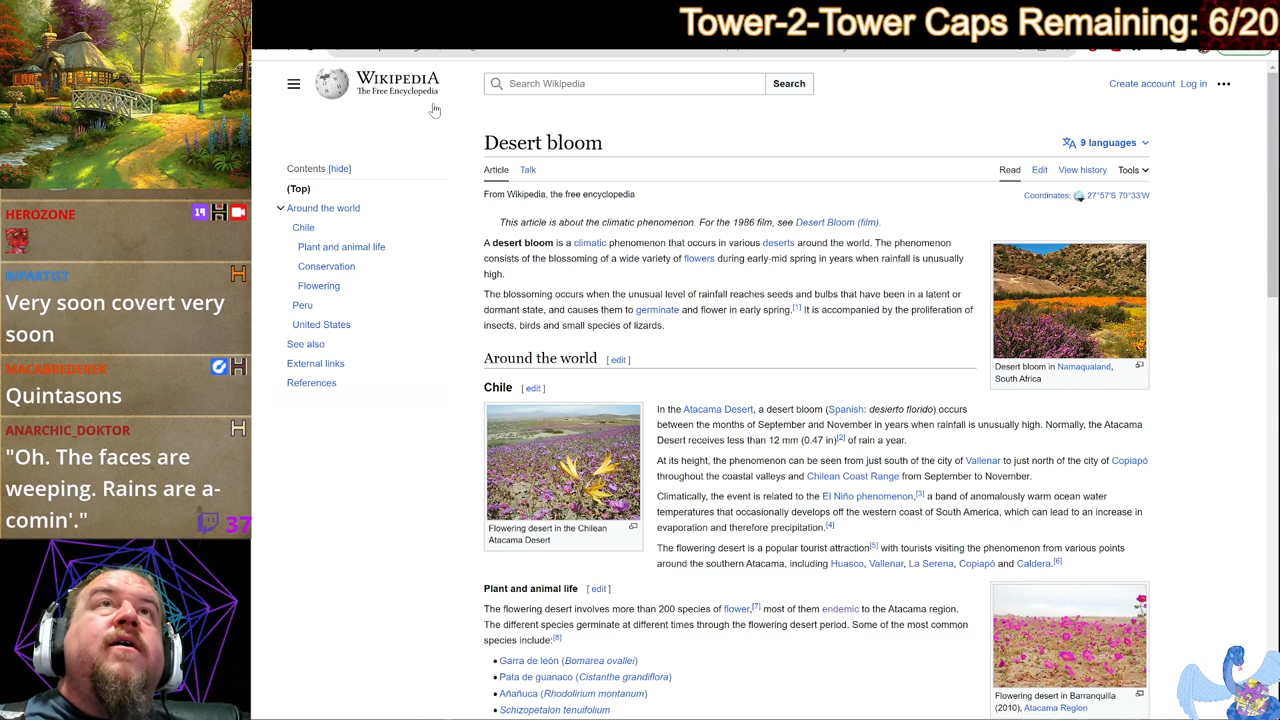 Tower-2-Tower Caps Remaining: 6/20
WIKIPEDIA
The Free Encyclopedia
Search Wikipedia
Search
Create account Log in
Desert bloom
9 languages
Article Talk
Read Edit View history Tools
From Wikipedia, the free encyclopedia
Coordinates: 27°57′S 70°33′W
Contents [hide]
(Top)
Around the world
Chile
Plant and animal life
Conservation
Flowering
Peru
United States
See also
External links
References
This article is about the climatic phenomenon. For the 1986 film, see Desert Bloom (film).
A desert bloom is a climatic phenomenon that occurs in various deserts around the world. The phenomenon
consists of the blossoming of a wide variety of flowers during early-mid spring in years when rainfall is unusually
high.
The blossoming occurs when the unusual level of rainfall reaches seeds and bulbs that have been in a latent or
dormant state, and causes them to germinate and flower in early spring.[1] It is accompanied by the proliferation of
insects, birds and small species of lizards.
Desert bloom in Namaqualand,
South Africa
Around the world [ edit ]
Chile [ edit ]
Flowering desert in the Chilean
Atacama Desert
In the Atacama Desert, a desert bloom (Spanish: desierto florido) occurs
between the months of September and November in years when rainfall is unusually high. Normally, the Atacama
Desert receives less than 12 mm (0.47 in)[2] of rain a year.
At its height, the phenomenon can be seen from just south of the city of Vallenar to just north of the city of Copiapó
throughout the coastal valleys and Chilean Coast Range from September to November.
Climatically, the event is related to the El Niño phenomenon,[3] a band of anomalously warm ocean water
temperatures that occasionally develops off the western coast of South America, which can lead to an increase in
evaporation and therefore precipitation.[4]
The flowering desert is a popular tourist attraction[5] with tourists visiting the phenomenon from various points
around the southern Atacama, including Huasco, Vallenar, La Serena, Copiapó and Caldera.[6]
Plant and animal life [ edit ]
The flowering desert involves more than 200 species of flower,[7] most of them endemic to the Atacama region.
The different species germinate at different times through the flowering desert period. Some of the most common
species include:[8]
• Garra de león (Bomarea ovallei)
• Pata de guanaco (Cistanthe grandiflora)
• Añañuca (Rhodolirium montanum)
• Schizopetalon tenuifolium
Flowering desert in Barranquilla
(2010), Atacama Region
HEROZONE
19
RIPARTIST
Very soon covert very
soon
MACABREDEREK
Quintasons
ANARCHIC_DOKTOR
"Oh. The faces are
weeping. Rains are a-
comin'."
37